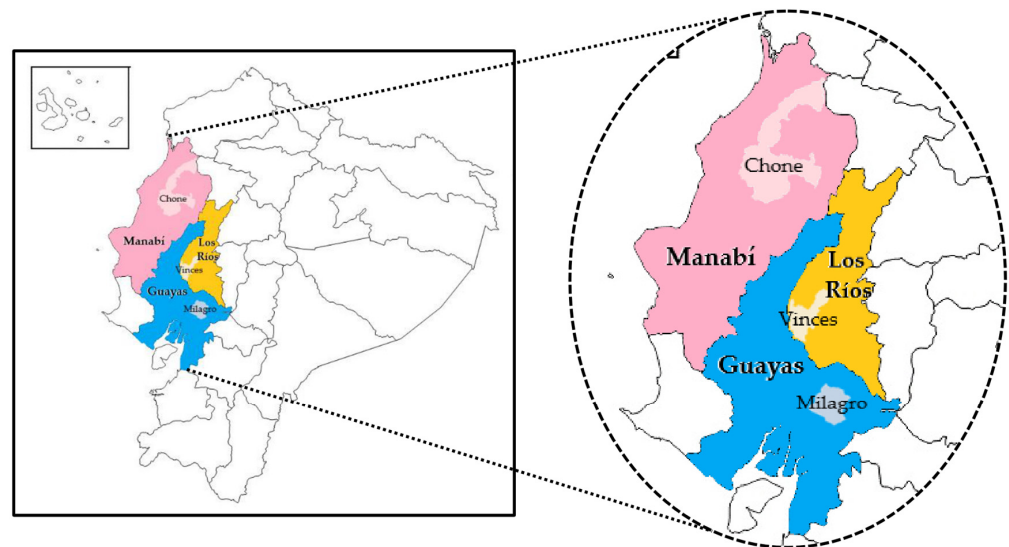 Chone
Manabí
Los
Ríos
Vinces
Guayas
Milagro
Chone
Manabí
Los
Ríos
Vinces
Guayas
Milagro